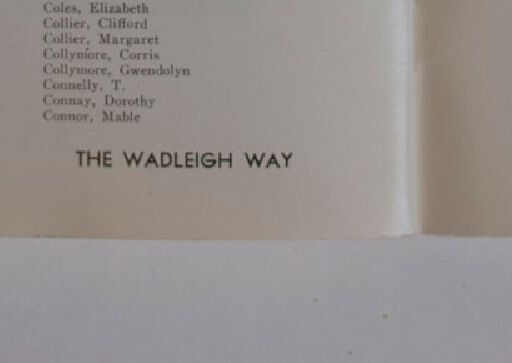 Coles, Elizabeth
Collier, Clifford
Collier, Margaret
Collymore, Corris
Collymore, Gwendolyn
Connelly, T.
Connay, Dorothy
Connor, Mable
THE WADLEIGH WAY